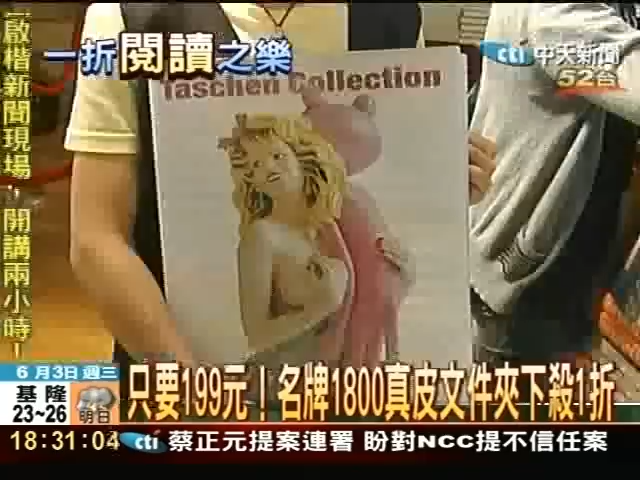 啟楷新聞現場，開講兩小時！
一折閱讀之樂
cti 中天新聞
52台
Taschen Collection
6月3日週三
基隆
23~26
明日
只要199元！名牌1800真皮文件夾下殺1折
18:31:04
cti 蔡正元提案連署 盼對NCC提不信任案